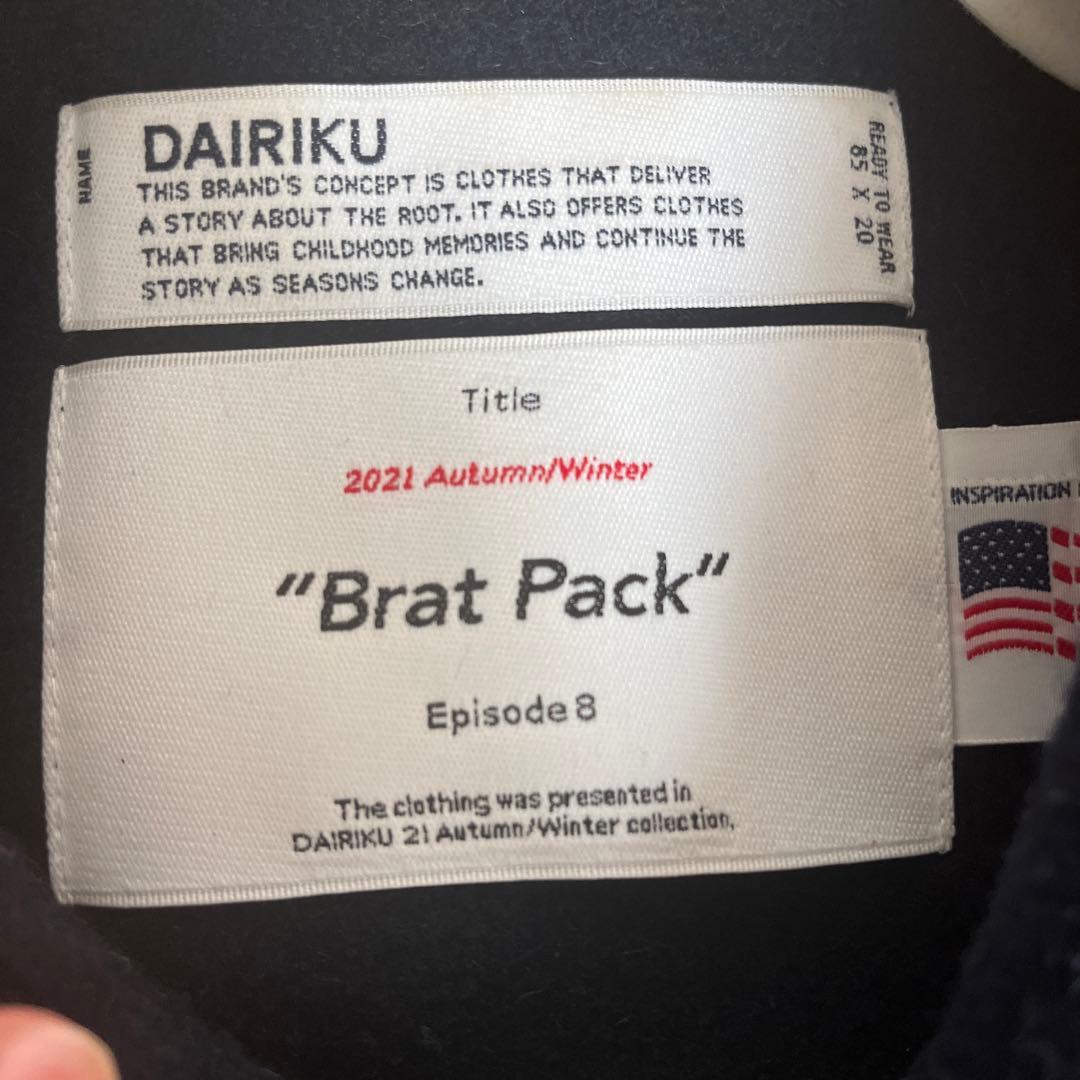 NAME
DAIRIKU
THIS BRAND'S CONCEPT IS CLOTHES THAT DELIVER
A STORY ABOUT THE ROOT. IT ALSO OFFERS CLOTHES
THAT BRING CHILDHOOD MEMORIES AND CONTINUE THE
STORY AS SEASONS CHANGE.
READY TO WEAR
85 X 20
Title
2021 Autumn/Winter
"Brat Pack"
Episode 8
The clothing was presented in
DAIRIKU 21 Autumn/Winter collection.
INSPIRATION